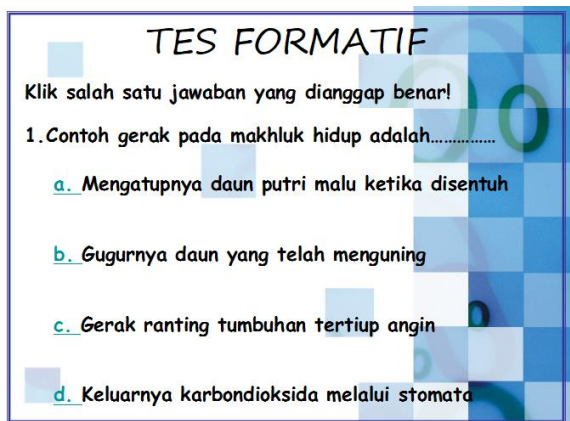 TES FORMATIF
Klik salah satu jawaban yang dianggap benar!
1.Contoh gerak pada makhluk hidup adalah……………
a. Mengatupnya daun putri malu ketika disentuh
b. Gugurnya daun yang telah menguning
c. Gerak ranting tumbuhan tertiup angin
d. Keluarnya karbondioksida melalui stomata